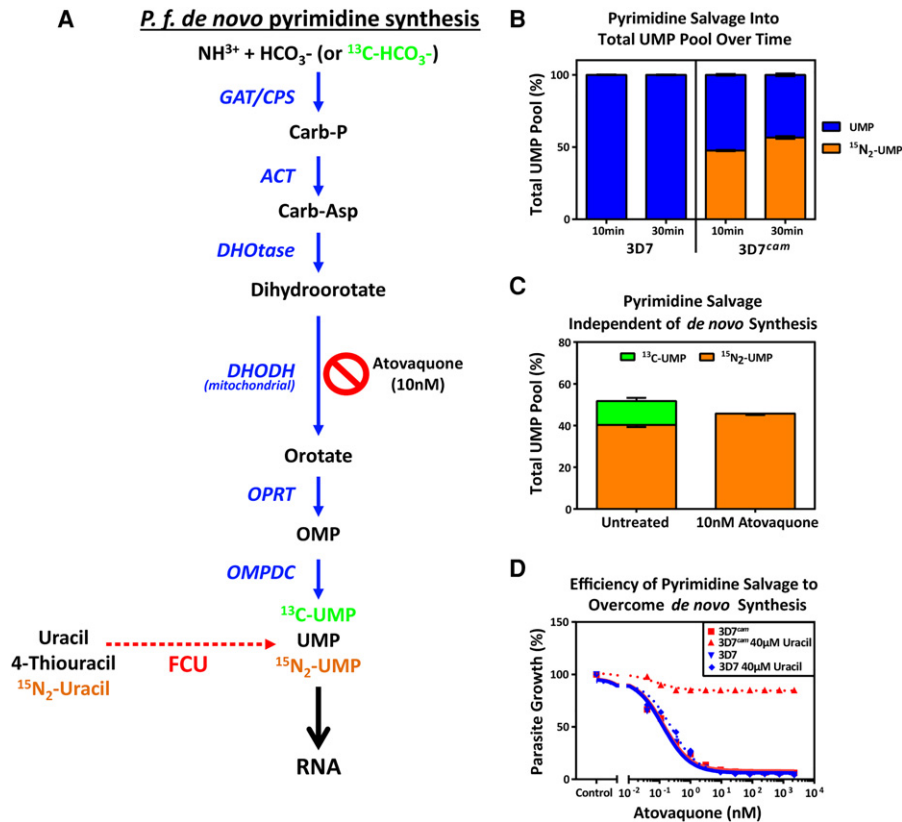 A
P. f. de novo pyrimidine synthesis
NH³⁺ + HCO₃- (or ¹³C-HCO₃-)
GAT/CPS
Carb-P
ACT
Carb-Asp
DHOtase
Dihydroorotate
DHODH
(mitochondrial)
Atovaquone
(10nM)
Orotate
OPRT
OMP
OMPDC
¹³C-UMP
UMP
¹⁵N₂-UMP
Uracil
4-Thiouracil
¹⁵N₂-Uracil
FCU
RNA
B
Pyrimidine Salvage Into
Total UMP Pool Over Time
Total UMP Pool (%)
100
50
0
10min 30min 10min 30min
3D7 3D7ᶜᵃᵐ
UMP
¹⁵N₂-UMP
C
Pyrimidine Salvage
Independent of de novo Synthesis
Total UMP Pool (%)
80
60
40
20
0
¹³C-UMP ¹⁵N₂-UMP
Untreated 10nM Atovaquone
D
Efficiency of Pyrimidine Salvage to
Overcome de novo Synthesis
Parasite Growth (%)
150
100
50
0
3D7ᶜᵃᵐ
3D7ᶜᵃᵐ 40µM Uracil
3D7
3D7 40µM Uracil
Control 10⁻² 10⁻¹ 10⁰ 10¹ 10² 10³ 10⁴
Atovaquone (nM)